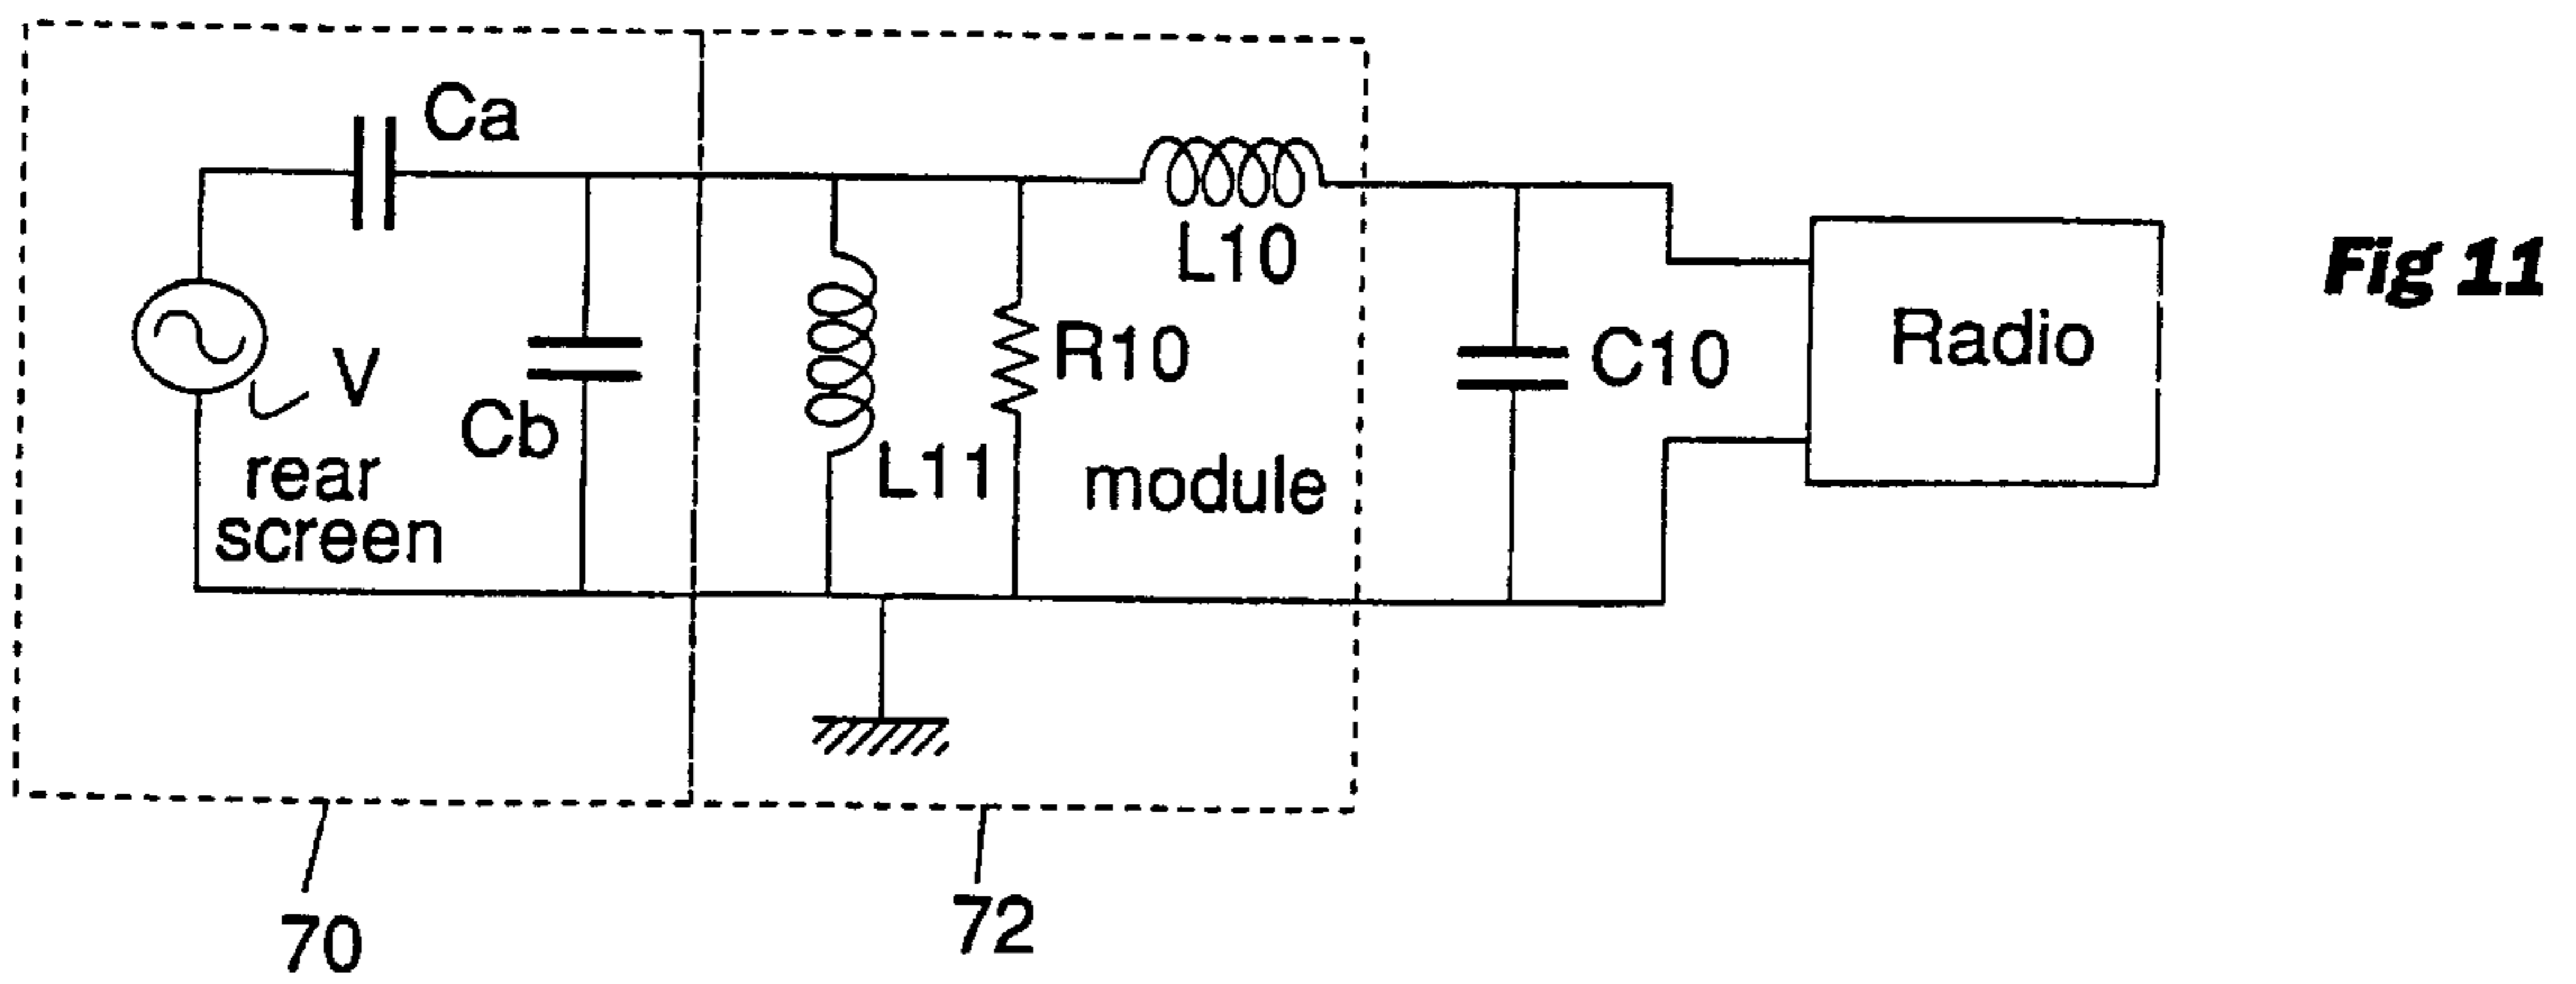 Ca
V
rear
screen
Cb
L11
R10
module
L10
C10
Radio
Fig 11
70
72